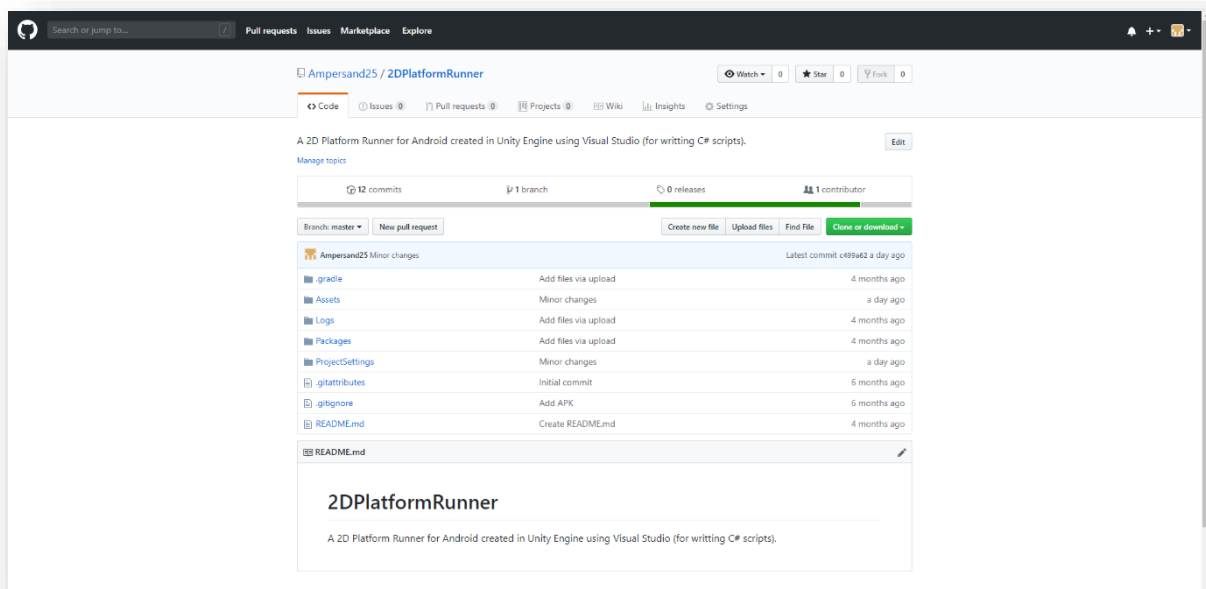 Search or jump to... / Pull requests Issues Marketplace Explore
Ampersand25 / 2DPlatformRunner Watch 0 Star 0 Fork 0
Code Issues 0 Pull requests 0 Projects 0 Wiki Insights Settings
A 2D Platform Runner for Android created in Unity Engine using Visual Studio (for writting C# scripts). Edit
Manage topics
12 commits 1 branch 0 releases 1 contributor
Branch: master New pull request Create new file Upload files Find File Clone or download
Ampersand25 Minor changes Latest commit c499a62 a day ago
.gradle Add files via upload 4 months ago
Assets Minor changes a day ago
Logs Add files via upload 4 months ago
Packages Add files via upload 4 months ago
ProjectSettings Minor changes a day ago
.gitattributes Initial commit 6 months ago
.gitignore Add APK 6 months ago
README.md Create README.md 4 months ago
README.md
2DPlatformRunner
A 2D Platform Runner for Android created in Unity Engine using Visual Studio (for writting C# scripts).